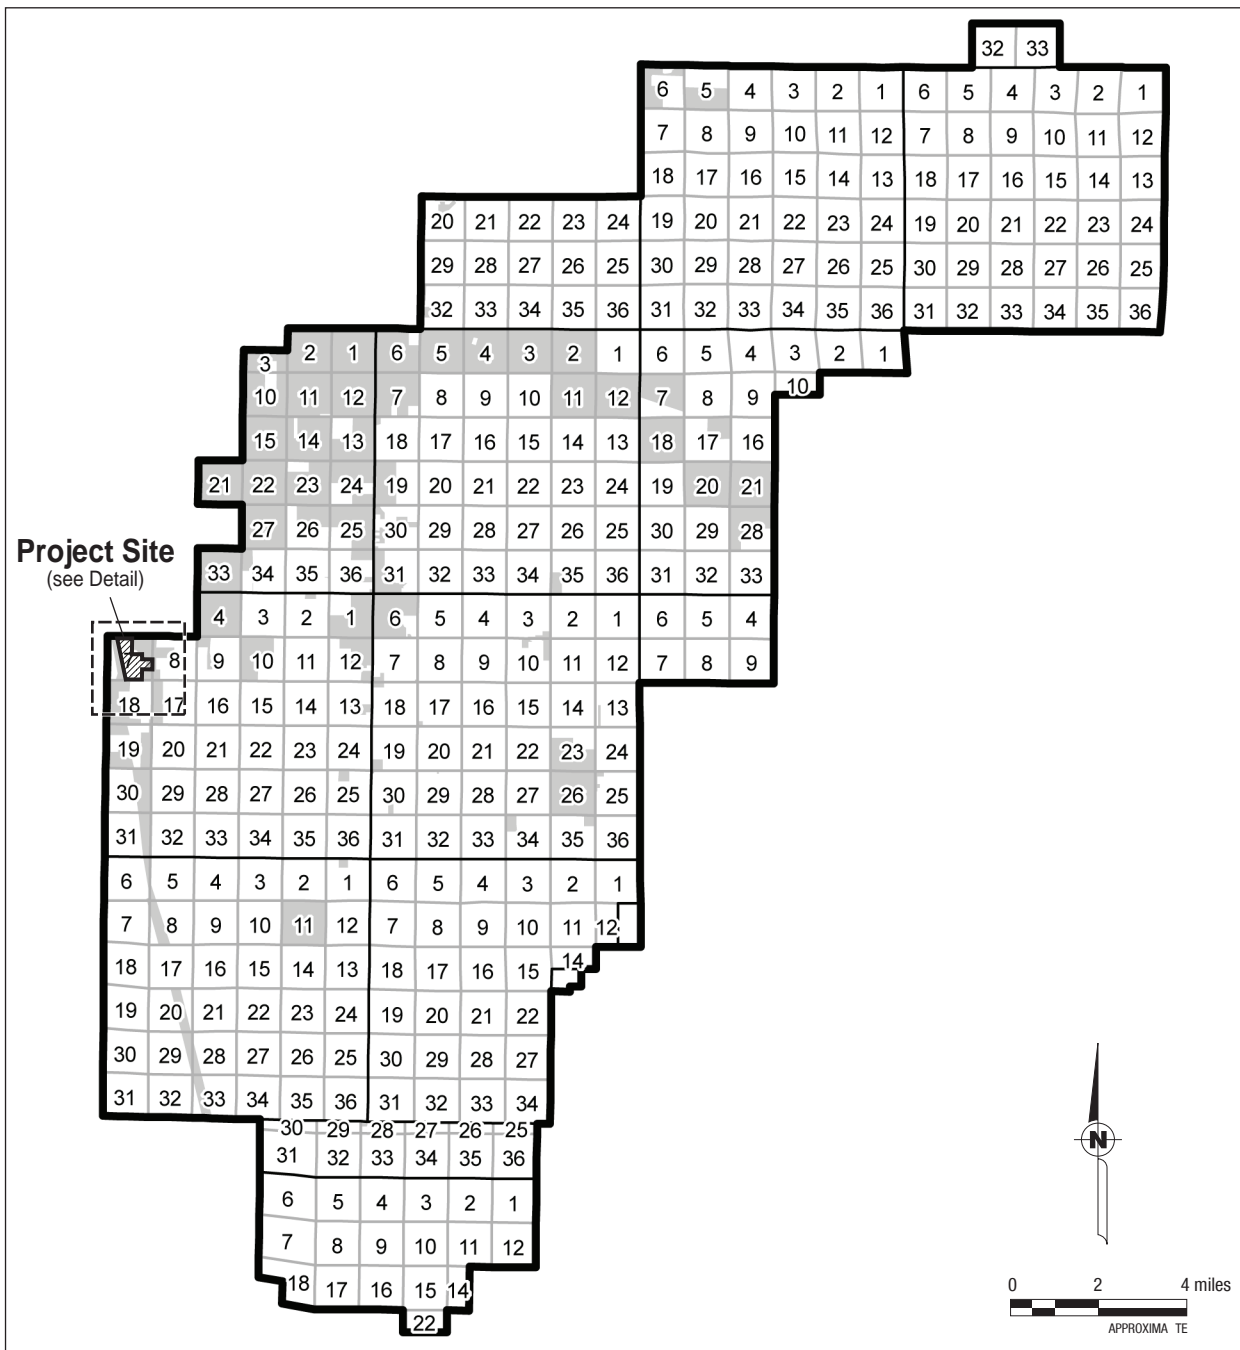 32 33
6 5 4 3 2 1 6 5 4 3 2 1
7 8 9 10 11 12 7 8 9 10 11 12
18 17 16 15 14 13 18 17 16 15 14 13
20 21 22 23 24 19 20 21 22 23 24 19 20 21 22 23 24
29 28 27 26 25 30 29 28 27 26 25 30 29 28 27 26 25
32 33 34 35 36 31 32 33 34 35 36 31 32 33 34 35 36
3 2 1 6 5 4 3 2 1 6 5 4 3 2 1
10 11 12 7 8 9 10 11 12 7 8 9 10
15 14 13 18 17 16 15 14 13 18 17 16
21 22 23 24 19 20 21 22 23 24 19 20 21
27 26 25 30 29 28 27 26 25 30 29 28
Project Site
(see Detail)
33 34 35 36 31 32 33 34 35 36 31 32 33
4 3 2 1 6 5 4 3 2 1 6 5 4
8 9 10 11 12 7 8 9 10 11 12 7 8 9
18 17 16 15 14 13 18 17 16 15 14 13
19 20 21 22 23 24 19 20 21 22 23 24
30 29 28 27 26 25 30 29 28 27 26 25
31 32 33 34 35 36 31 32 33 34 35 36
6 5 4 3 2 1 6 5 4 3 2 1
7 8 9 10 11 12 7 8 9 10 11 12
18 17 16 15 14 13 18 17 16 15 14
19 20 21 22 23 24 19 20 21 22
30 29 28 27 26 25 30 29 28 27
31 32 33 34 35 36 31 32 33 34
30 29 28 27 26 25
31 32 33 34 35 36
6 5 4 3 2 1
7 8 9 10 11 12
18 17 16 15 14
22
N
0 2 4 miles
APPROXIMA TE